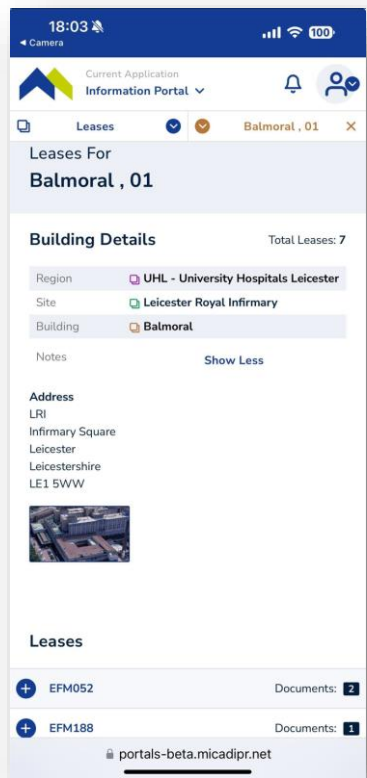 18:03
100
◄ Camera
Current Application
Information Portal
Leases
Balmoral , 01
Leases For
Balmoral , 01
Building Details
Total Leases: 7
Region UHL - University Hospitals Leicester
Site Leicester Royal Infirmary
Building Balmoral
Notes Show Less
Address
LRI
Infirmary Square
Leicester
Leicestershire
LE1 5WW
Leases
EFM052 Documents: 2
EFM188 Documents: 1
portals-beta.micadipr.net